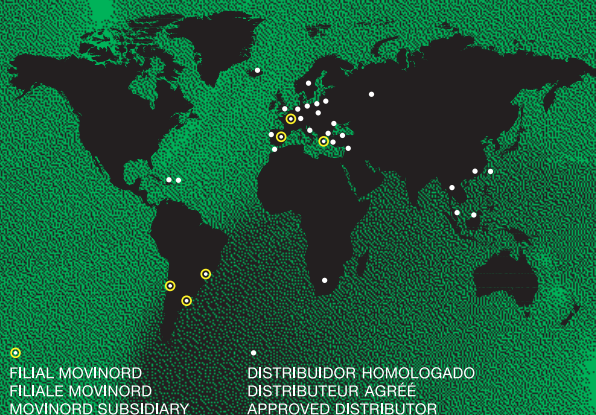 FILIAL MOVINORD
FILIALE MOVINORD
MOVINORD SUBSIDIARY
DISTRIBUIDOR HOMOLOGADO
DISTRIBUTEUR AGRÉÉ
APPROVED DISTRIBUTOR